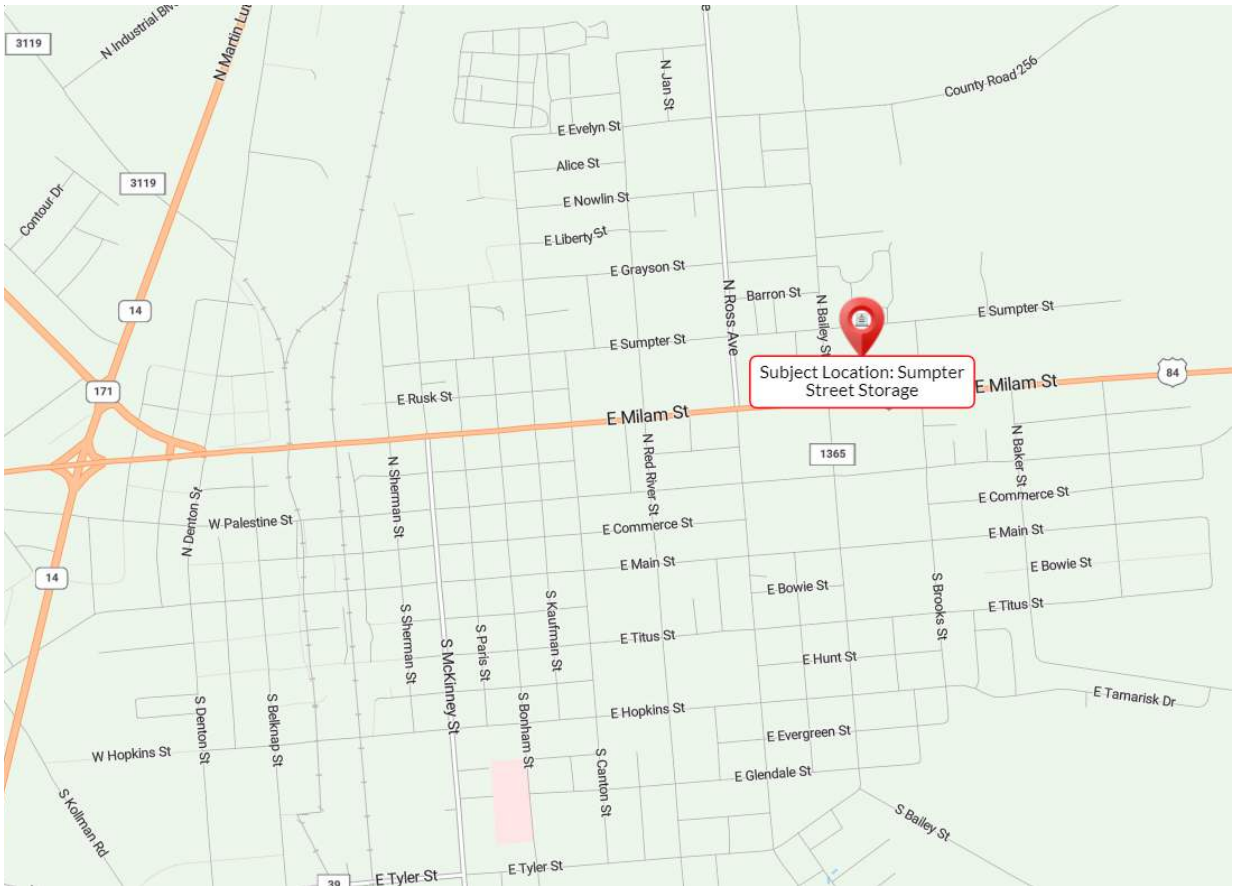 3119
N Industrial Blv
N Martin Lut
e
N Jan St
County Road 256
E Evelyn St
Alice St
3119
Contour Dr
E Nowlin St
E Liberty St
E Grayson St
N Ross Ave
Barron St
N Bailey St
14
E Sumpter St
E Sumpter St
Subject Location: Sumpter
Street Storage
171
E Rusk St
E Milam St
E Milam St
84
N Red River St
1365
N Baker St
N Sherman St
N Denton St
W Palestine St
E Commerce St
E Commerce St
E Main St
E Main St
14
E Bowie St
E Bowie St
S Brooks St
E Titus St
E Titus St
S Kaufman St
S Sherman St
S McKinney St
S Paris St
E Hunt St
E Tamarisk Dr
S Denton St
S Belknap St
S Bonham St
E Hopkins St
W Hopkins St
E Evergreen St
S Canton St
E Glendale St
S Kollman Rd
S Bailey St
E Tyler St
E Tyler St
39